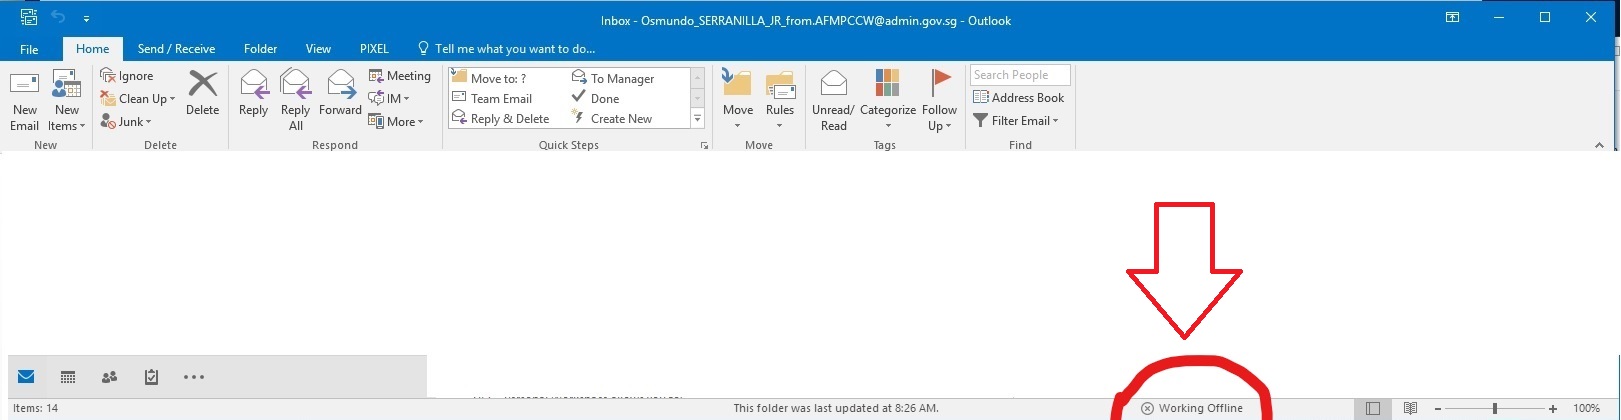 Inbox - Osmundo_SERRANILLA_JR_from.AFMPCCW@admin.gov.sg - Outlook
File Home Send / Receive Folder View PIXEL Tell me what you want to do...
New Email
New Items
Ignore
Clean Up
Junk
Delete
Reply
Reply All
Forward
Meeting
IM
More
Move to: ?
Team Email
Reply & Delete
To Manager
Done
Create New
Move
Rules
Unread/ Read
Categorize
Follow Up
Search People
Address Book
Filter Email
New Delete Respond Quick Steps Move Tags Find
Items: 14 This folder was last updated at 8:26 AM. Working Offline 100%